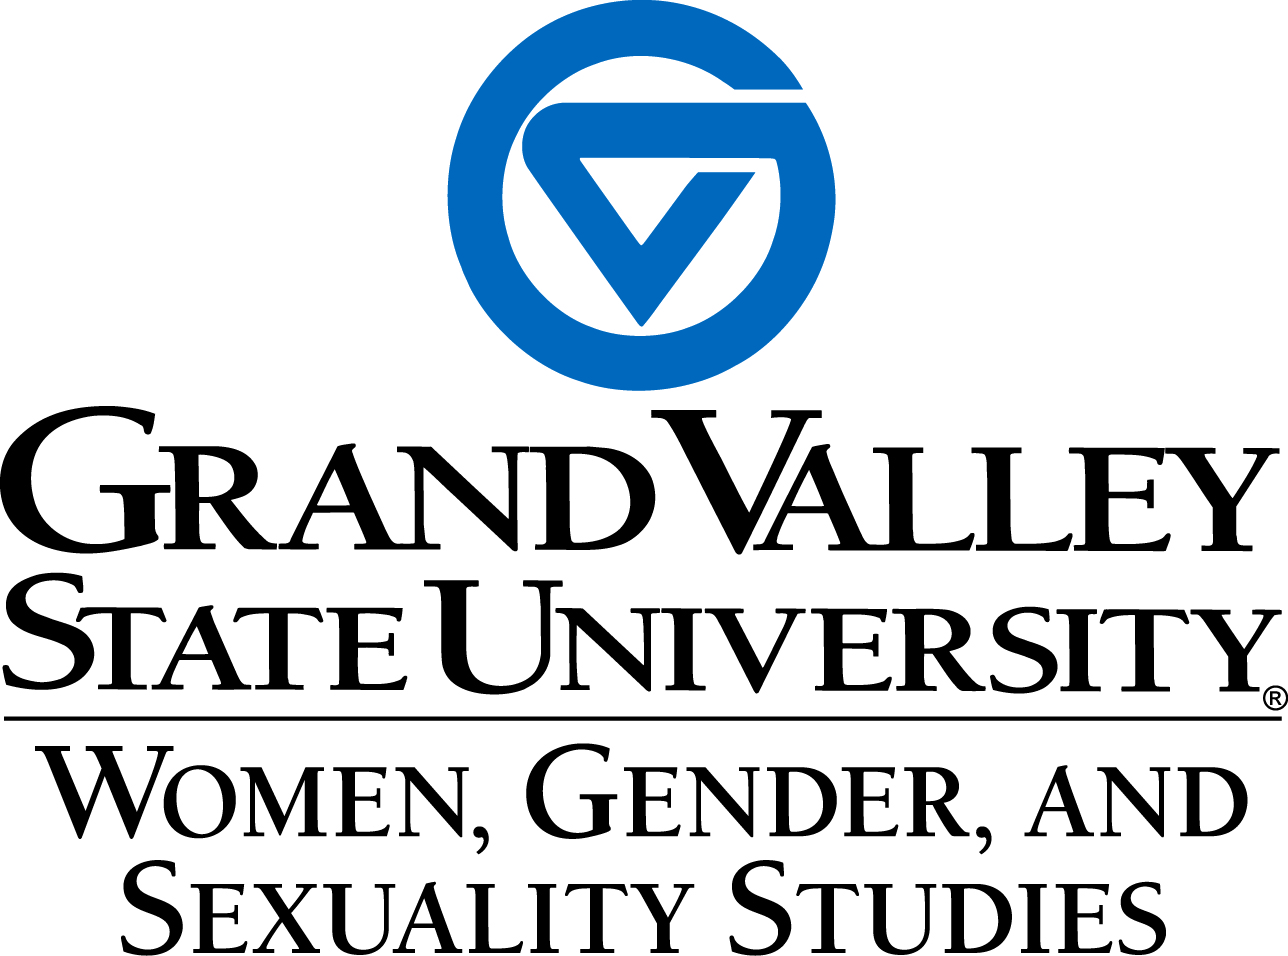 GRAND VALLEY
STATE UNIVERSITY®
WOMEN, GENDER, AND
SEXUALITY STUDIES